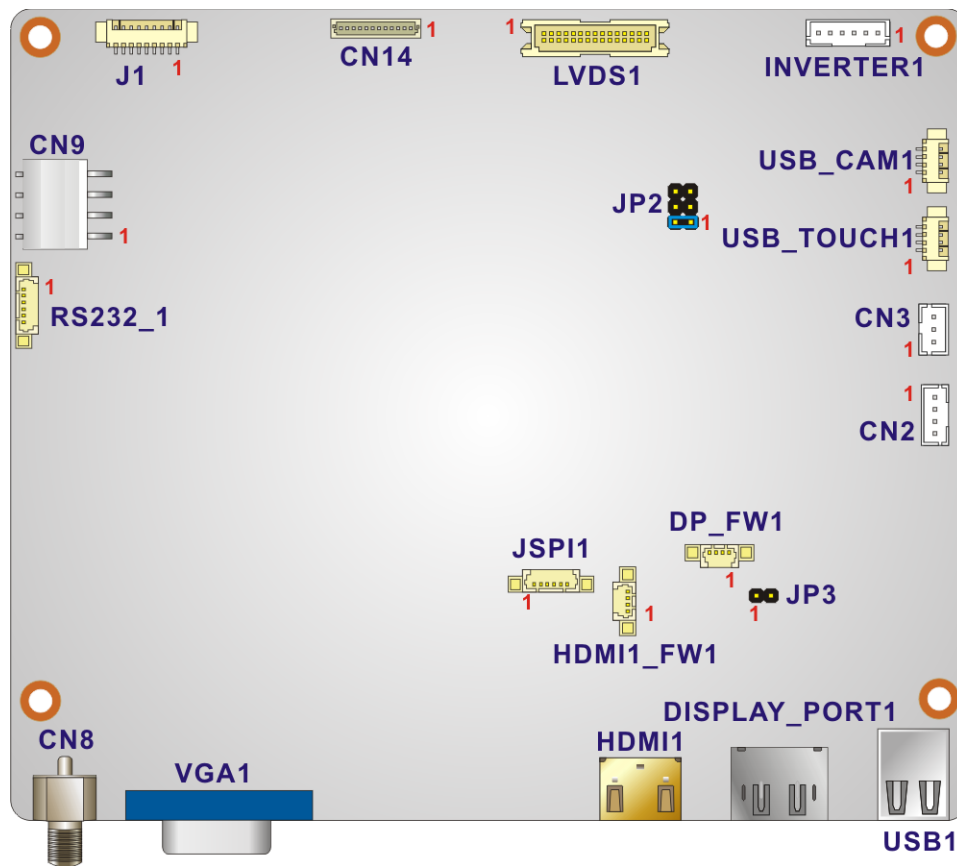 1
CN14
1
LVDS1
1
INVERTER1
1
J1
CN9
1
USB_CAM1
1
JP2
1
USB_TOUCH1
1
1
RS232_1
CN3
1
1
CN2
DP_FW1
1
JSPI1
1
1
HDMI1_FW1
JP3
1
DISPLAY_PORT1
HDMI1
CN8
VGA1
USB1